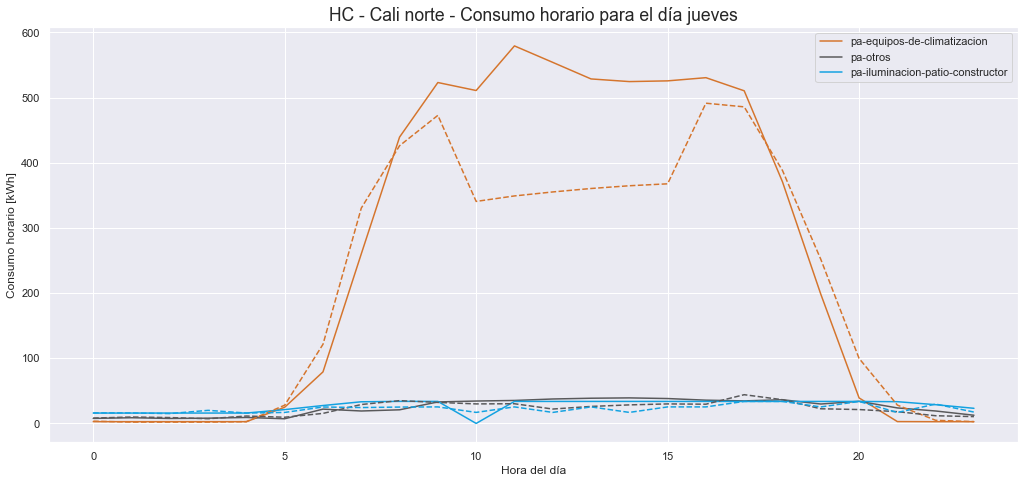 HC - Cali norte - Consumo horario para el día jueves
600
500
400
300
200
100
0
Consumo horario [kWh]
pa-equipos-de-climatizacion
pa-otros
pa-iluminacion-patio-constructor
0
5
10
15
20
Hora del día